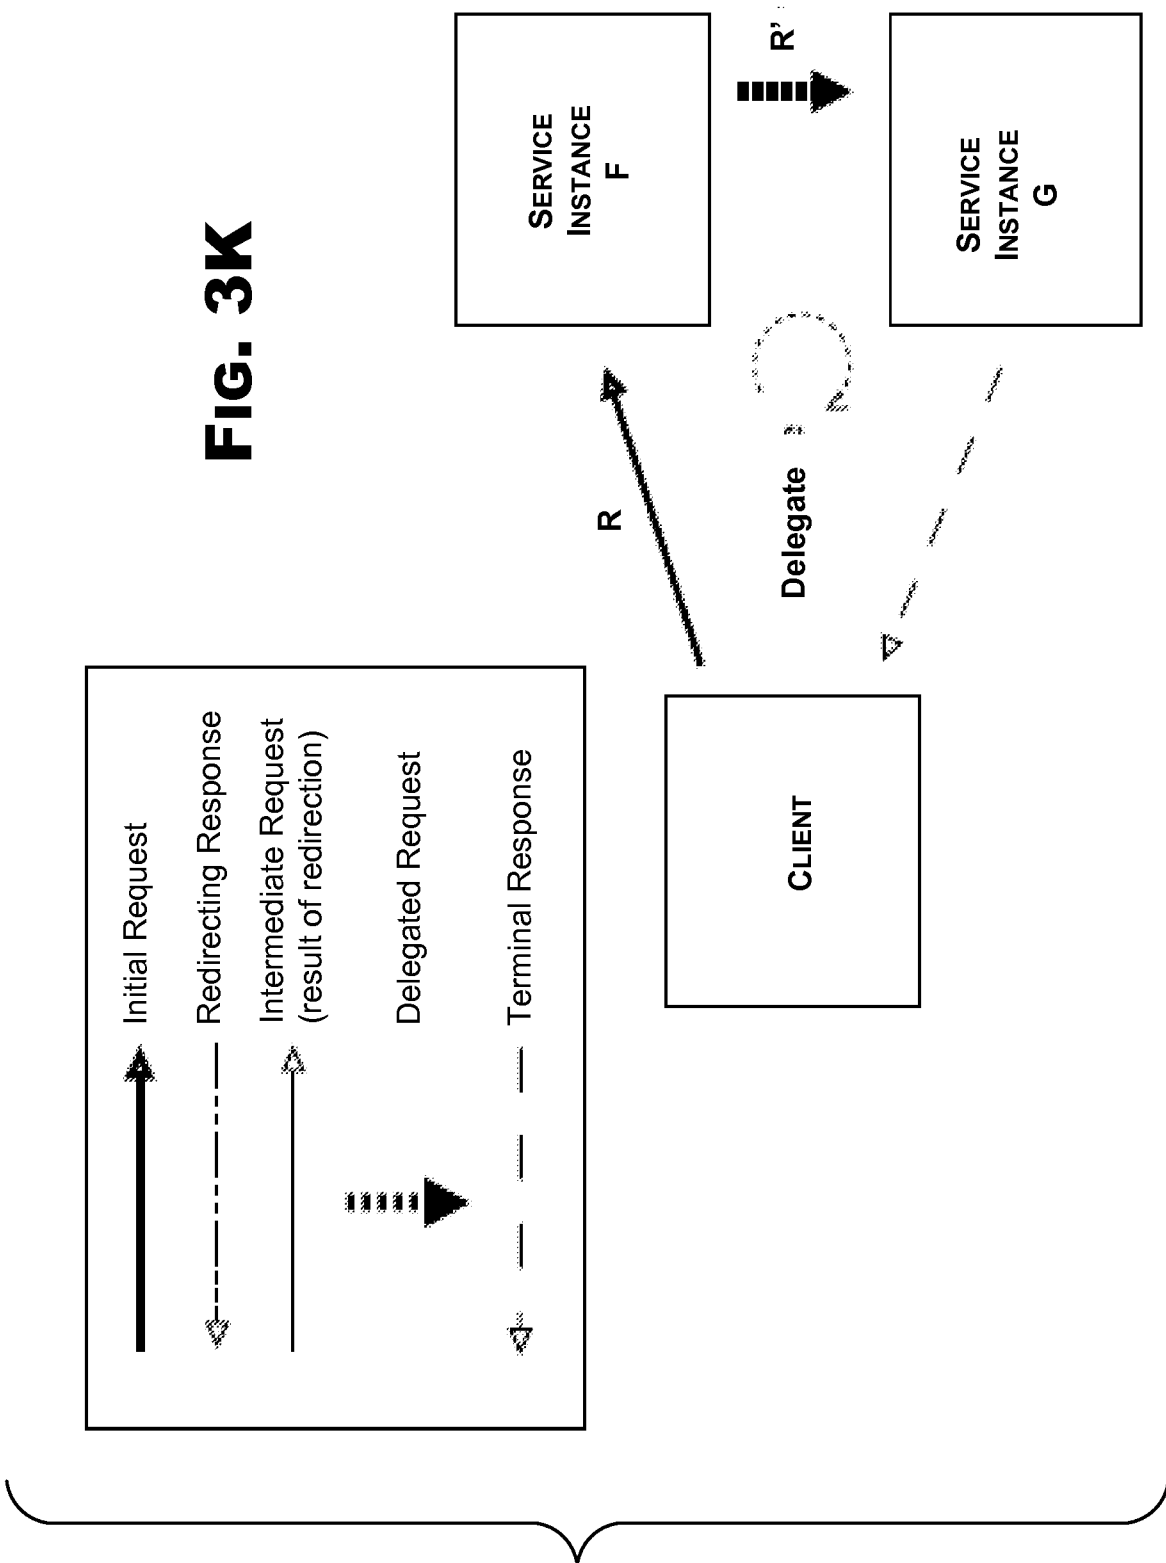 FIG. 3K
Initial Request
Redirecting Response
Intermediate Request
(result of redirection)
Delegated Request
Terminal Response
CLIENT
R
Delegate
SERVICE
INSTANCE
F
R'
SERVICE
INSTANCE
G